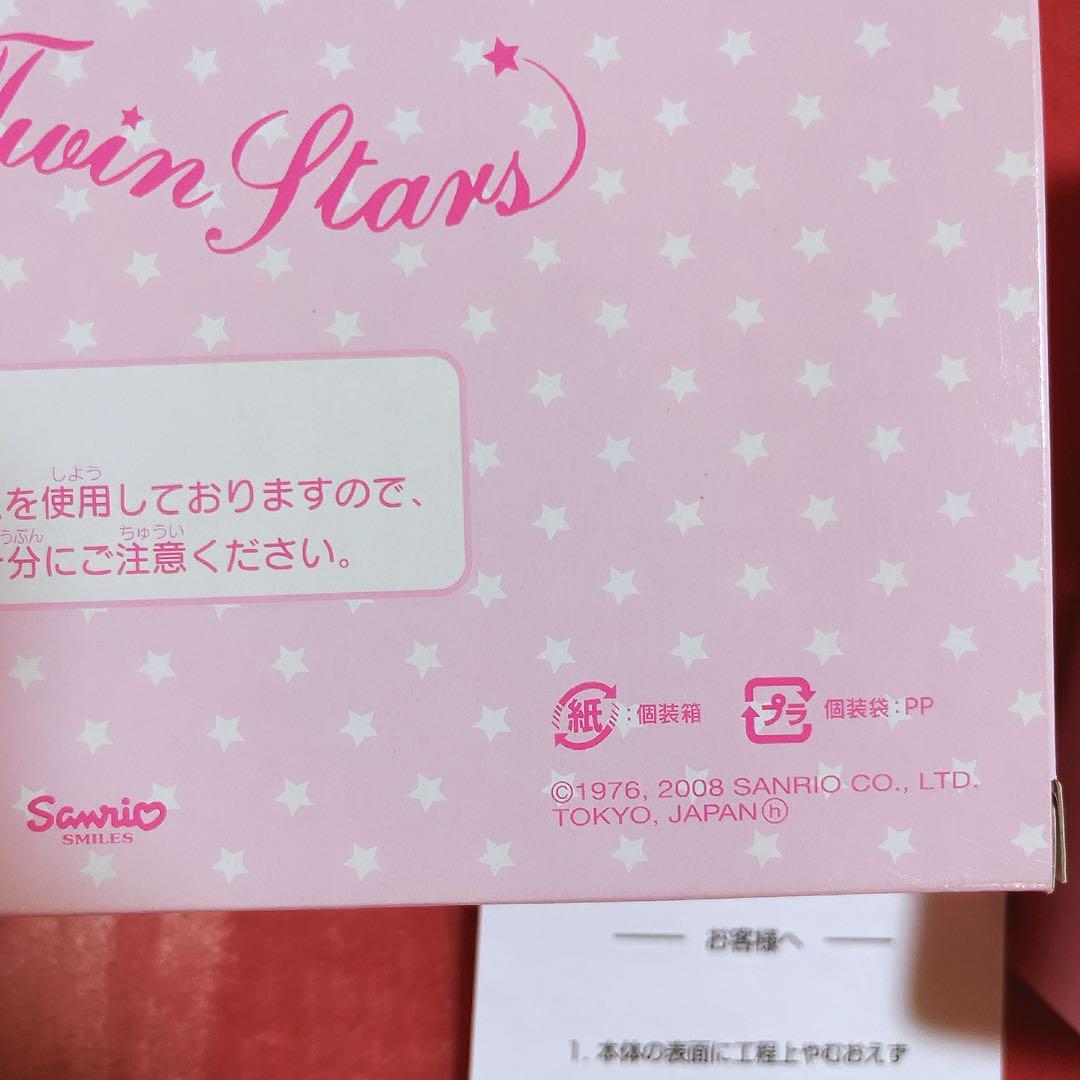 Twin Stars
しよう
を使用しておりますので、
うぶん ちゅうい
分にご注意ください。
紙:個装箱 プラ 個装袋:PP
©1976, 2008 SANRIO CO., LTD.
TOKYO, JAPAN ⓗ
Sanrio
SMILES
お客様へ
1. 本体の表面に工程上やむおえず